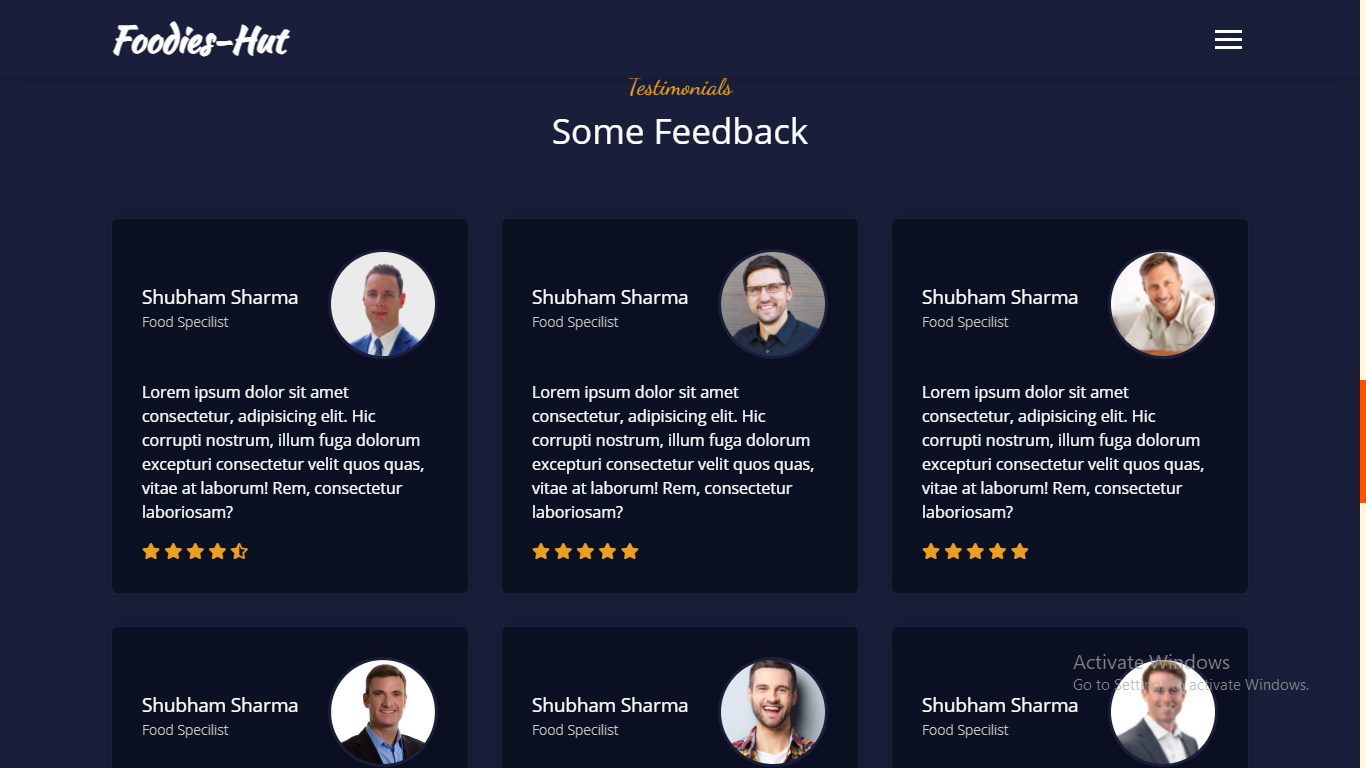 Foodies-Hut
Testimonials
Some Feedback
Shubham Sharma
Food Specilist
Lorem ipsum dolor sit amet
consectetur, adipisicing elit. Hic
corrupti nostrum, illum fuga dolorum
excepturi consectetur velit quos quas,
vitae at laborum! Rem, consectetur
laboriosam?
Shubham Sharma
Food Specilist
Lorem ipsum dolor sit amet
consectetur, adipisicing elit. Hic
corrupti nostrum, illum fuga dolorum
excepturi consectetur velit quos quas,
vitae at laborum! Rem, consectetur
laboriosam?
Shubham Sharma
Food Specilist
Lorem ipsum dolor sit amet
consectetur, adipisicing elit. Hic
corrupti nostrum, illum fuga dolorum
excepturi consectetur velit quos quas,
vitae at laborum! Rem, consectetur
laboriosam?
Shubham Sharma
Food Specilist
Shubham Sharma
Food Specilist
Shubham Sharma
Food Specilist
Activate Windows
Go to Settings to activate Windows.